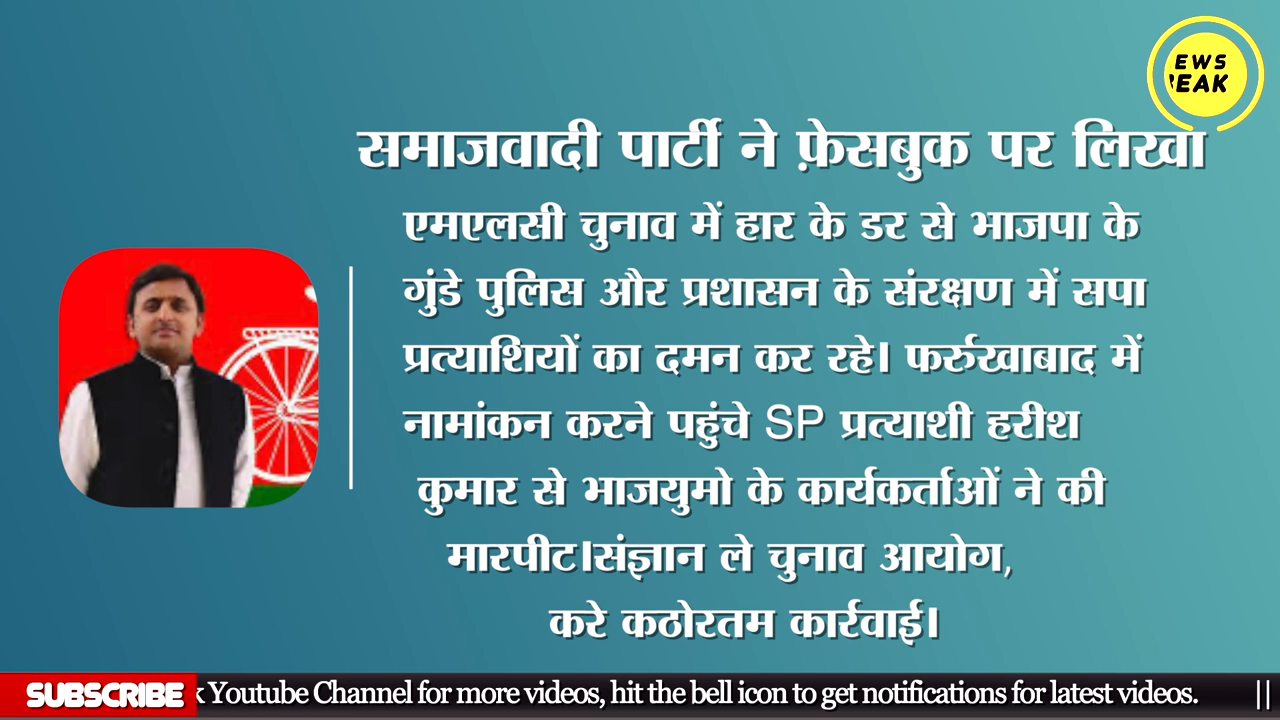 EWS
EAK
समाजवादी पार्टी ने फ़ेसबुक पर लिखा
एमएलसी चुनाव में हार के डर से भाजपा के
गुंडे पुलिस और प्रशासन के संरक्षण में सपा
प्रत्याशियों का दमन कर रहे। फर्रुखाबाद में
नामांकन करने पहुंचे SP प्रत्याशी हरीश
कुमार से भाजयुमो के कार्यकर्ताओं ने की
मारपीट।संज्ञान ले चुनाव आयोग,
करे कठोरतम कार्रवाई।
SUBSCRIBE Youtube Channel for more videos, hit the bell icon to get notifications for latest videos. ||